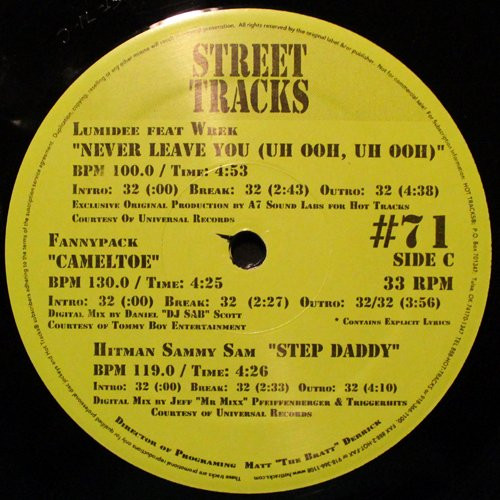 STREET
TRACKS
LUMIDEE FEAT WREK
"NEVER LEAVE YOU (UH OOH, UH OOH)"
BPM 100.0 / TIME: 4:53
INTRO: 32 (:00) BREAK: 32 (2:43) OUTRO: 32 (4:38)
EXCLUSIVE ORIGINAL PRODUCTION BY A7 SOUND LABS FOR HOT TRACKS
COURTESY OF UNIVERSAL RECORDS
#71
SIDE C
33 RPM
FANNYPACK
"CAMELTOE"
BPM 130.0 / TIME: 4:25
INTRO: 32 (:00) BREAK: 32 (2:27) OUTRO: 32/32 (3:56)
DIGITAL MIX BY DANIEL "DJ SAB" SCOTT
COURTESY OF TOMMY BOY ENTERTAINMENT
* CONTAINS EXPLICIT LYRICS
HITMAN SAMMY SAM "STEP DADDY"
BPM 119.0 / TIME: 4:26
INTRO: 32 (:00) BREAK: 32 (2:33) OUTRO: 32 (4:10)
DIGITAL MIX BY JEFF "MR MIXX" PFEIFFENBERGER & TRIGGERHITS
COURTESY OF UNIVERSAL RECORDS
DIRECTOR OF PROGRAMING MATT "THE BRATT" DERRICK